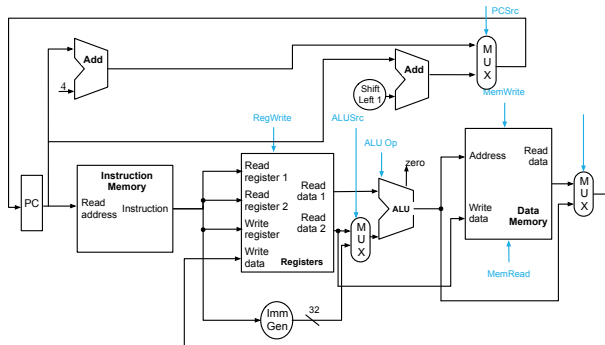 PCSrc
Add
4
Add
M
U
X
Shift
Left 1
MemWrite
RegWrite
ALUSrc
ALU Op
zero
Instruction
Memory
Read
address
Instruction
PC
Read
register 1
Read
register 2
Write
register
Write
data
Read
data 1
Read
data 2
Registers
M
U
X
ALU
Address
Read
data
Write
data
Data
Memory
M
U
X
MemRead
Imm
Gen
32